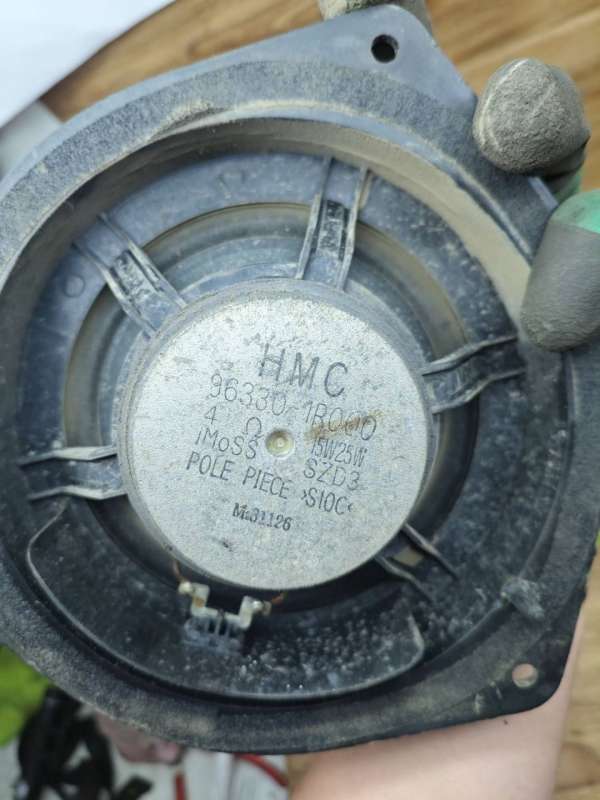 HMC
96330-1R000
4 Ω 15W25W
iMoSS SZD3
POLE PIECE >S10C<
M:31126